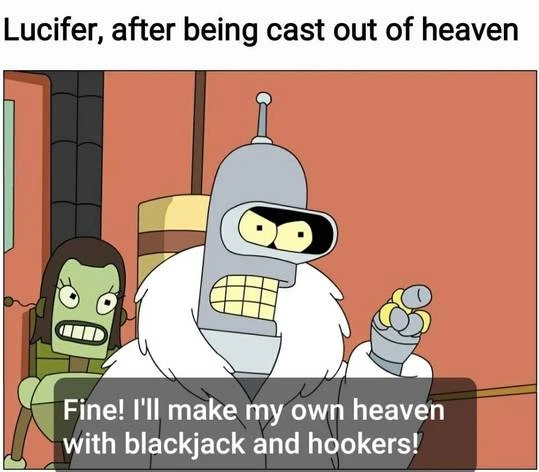 Lucifer, after being cast out of heaven
Fine! I'll make my own heaven
with blackjack and hookers!